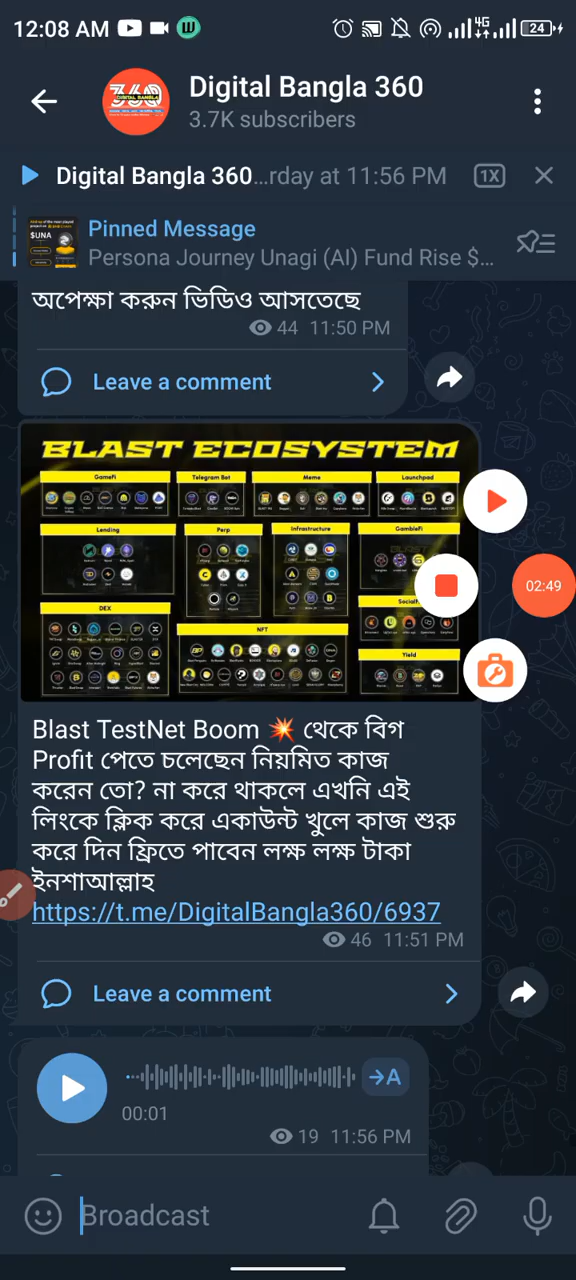 12:08 AM
4G
24
Digital Bangla 360
3.7K subscribers
Digital Bangla 360...rday at 11:56 PM 1X
Pinned Message
$UNA
Persona Journey Unagi (AI) Fund Rise $...
অপেক্ষা করুন ভিডিও আসতেছে
44 11:50 PM
Leave a comment
BLAST ECOSYSTEM
GameFi Telegram Bot Meme Launchpad
Lending Perp Infrastructure GambleFi
DEX NFT
Yield
02:49
Blast TestNet Boom 💥 থেকে বিগ
Profit পেতে চলেছেন নিয়মিত কাজ
করেন তো? না করে থাকলে এখনি এই
লিংকে ক্লিক করে একাউন্ট খুলে কাজ শুরু
করে দিন ফ্রিতে পাবেন লক্ষ লক্ষ টাকা
ইনশাআল্লাহ
https://t.me/DigitalBangla360/6937
46 11:51 PM
Leave a comment
→A
00:01
19 11:56 PM
Broadcast